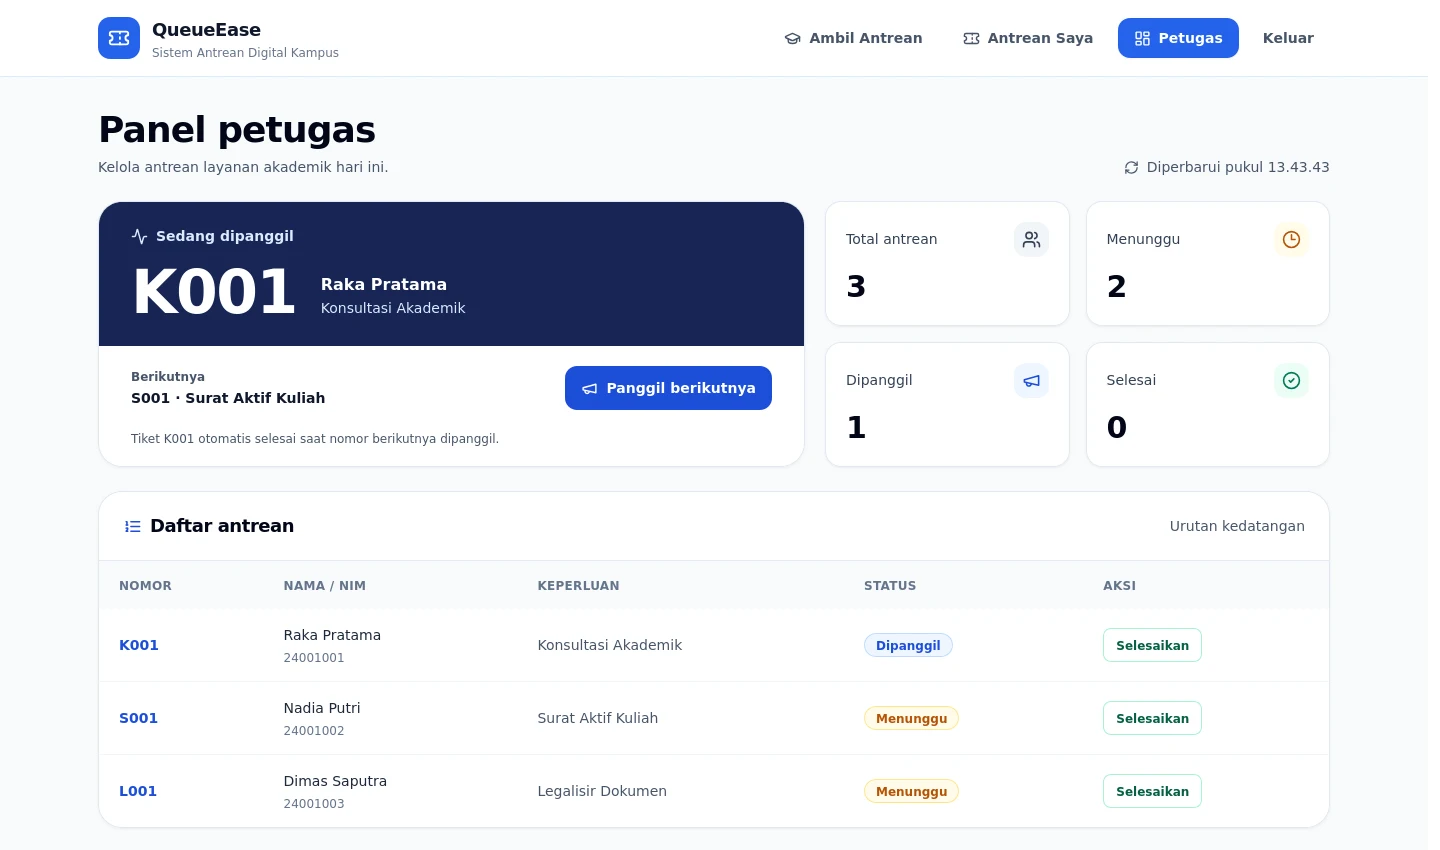 QueueEase
Sistem Antrean Digital Kampus
Ambil Antrean
Antrean Saya
Petugas
Keluar
Panel petugas
Kelola antrean layanan akademik hari ini.
Diperbarui pukul 13.43.43
Sedang dipanggil
K001
Raka Pratama
Konsultasi Akademik
Berikutnya
S001 · Surat Aktif Kuliah
Panggil berikutnya
Tiket K001 otomatis selesai saat nomor berikutnya dipanggil.
Total antrean
3
Menunggu
2
Dipanggil
1
Selesai
0
Daftar antrean
Urutan kedatangan
NOMOR NAMA / NIM KEPERLUAN STATUS AKSI
K001 Raka Pratama 24001001 Konsultasi Akademik Dipanggil Selesaikan
S001 Nadia Putri 24001002 Surat Aktif Kuliah Menunggu Selesaikan
L001 Dimas Saputra 24001003 Legalisir Dokumen Menunggu Selesaikan